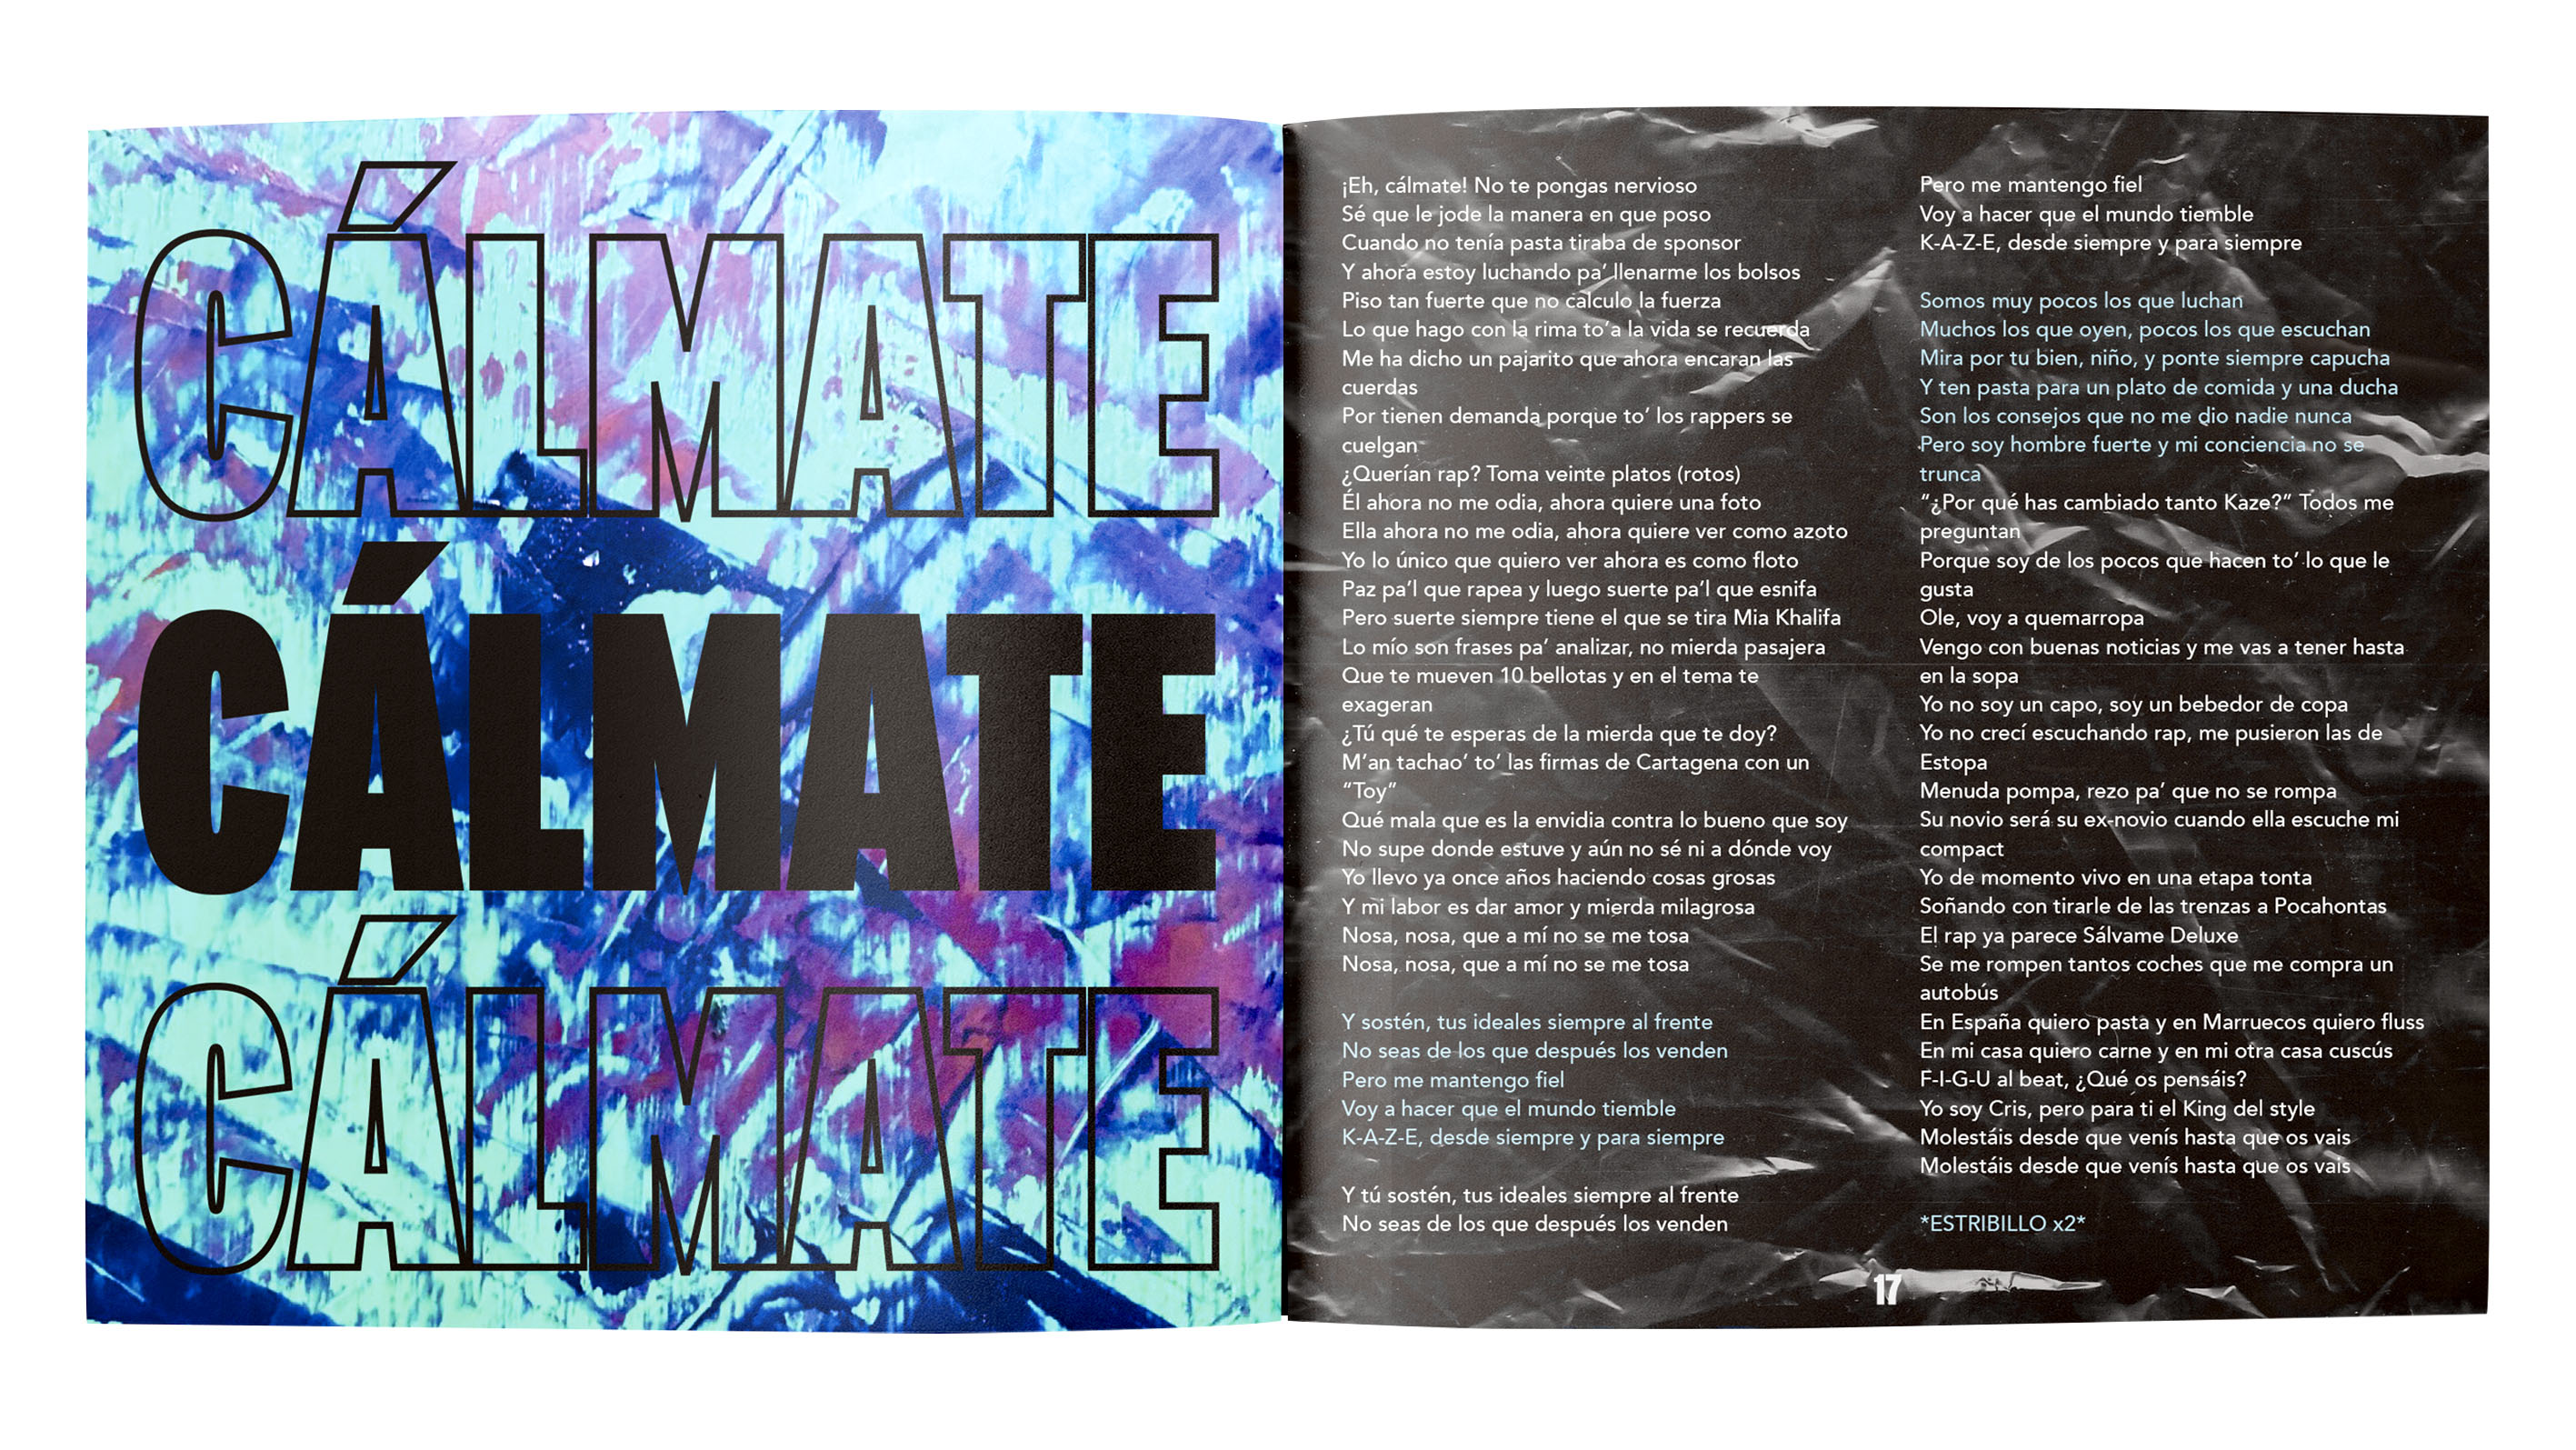 CÁLMATE
CÁLMATE
CÁLMATE
¡Eh, cálmate! No te pongas nervioso
Sé que le jode la manera en que poso
Cuando no tenía pasta tiraba de sponsor
Y ahora estoy luchando pa’ llenarme los bolsos
Piso tan fuerte que no calculo la fuerza
Lo que hago con la rima to’a la vida se recuerda
Me ha dicho un pajarito que ahora encaran las
cuerdas
Por tienen demanda porque to’ los rappers se
cuelgan
¿Querían rap? Toma veinte platos (rotos)
Él ahora no me odia, ahora quiere una foto
Ella ahora no me odia, ahora quiere ver como azoto
Yo lo único que quiero ver ahora es como floto
Paz pa’l que rapea y luego suerte pa’l que esnifa
Pero suerte siempre tiene el que se tira Mia Khalifa
Lo mío son frases pa’ analizar, no mierda pasajera
Que te mueven 10 bellotas y en el tema te
exageran
¿Tú qué te esperas de la mierda que te doy?
M’an tachao’ to’ las firmas de Cartagena con un
“Toy”
Qué mala que es la envidia contra lo bueno que soy
No supe donde estuve y aún no sé ni a dónde voy
Yo llevo ya once años haciendo cosas grosas
Y mi labor es dar amor y mierda milagrosa
Nosa, nosa, que a mí no se me tosa
Nosa, nosa, que a mí no se me tosa
Y sostén, tus ideales siempre al frente
No seas de los que después los venden
Pero me mantengo fiel
Voy a hacer que el mundo tiemble
K-A-Z-E, desde siempre y para siempre
Y tú sostén, tus ideales siempre al frente
No seas de los que después los venden
Pero me mantengo fiel
Voy a hacer que el mundo tiemble
K-A-Z-E, desde siempre y para siempre
Somos muy pocos los que luchan
Muchos los que oyen, pocos los que escuchan
Mira por tu bien, niño, y ponte siempre capucha
Y ten pasta para un plato de comida y una ducha
Son los consejos que no me dio nadie nunca
Pero soy hombre fuerte y mi conciencia no se
trunca
“¿Por qué has cambiado tanto Kaze?” Todos me
preguntan
Porque soy de los pocos que hacen to’ lo que le
gusta
Ole, voy a quemarropa
Vengo con buenas noticias y me vas a tener hasta
en la sopa
Yo no soy un capo, soy un bebedor de copa
Yo no crecí escuchando rap, me pusieron las de
Estopa
Menuda pompa, rezo pa’ que no se rompa
Su novio será su ex-novio cuando ella escuche mi
compact
Yo de momento vivo en una etapa tonta
Soñando con tirarle de las trenzas a Pocahontas
El rap ya parece Sálvame Deluxe
Se me rompen tantos coches que me compra un
autobús
En España quiero pasta y en Marruecos quiero fluss
En mi casa quiero carne y en mi otra casa cuscús
F-I-G-U al beat, ¿Qué os pensáis?
Yo soy Cris, pero para ti el King del style
Molestáis desde que venís hasta que os vais
Molestáis desde que venís hasta que os vais
*ESTRIBILLO x2*
17